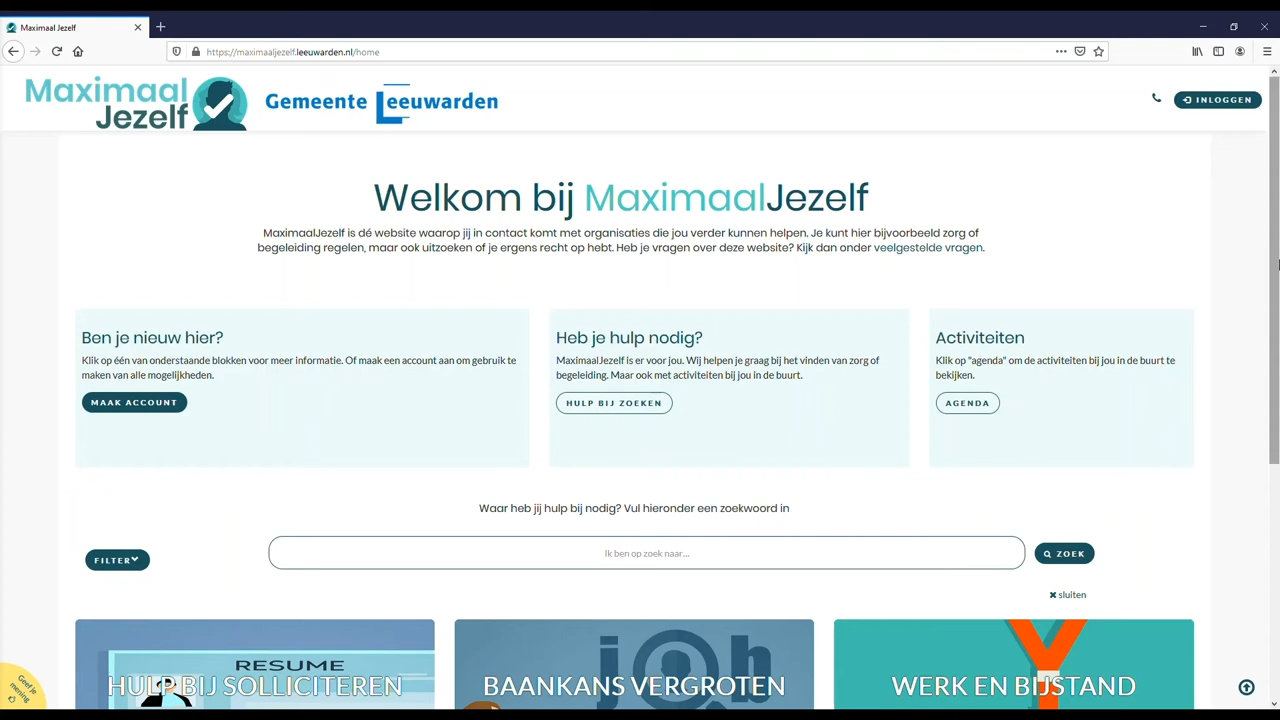 Maximaal Jezelf
https://maximaaljezelf.leeuwarden.nl/home
Maximaal
Jezelf
Gemeente Leeuwarden
INLOGGEN
Welkom bij MaximaalJezelf
MaximaalJezelf is dé website waarop jij in contact komt met organisaties die jou verder kunnen helpen. Je kunt hier bijvoorbeeld zorg of
begeleiding regelen, maar ook uitzoeken of je ergens recht op hebt. Heb je vragen over deze website? Kijk dan onder veelgestelde vragen.
Ben je nieuw hier?
Klik op één van onderstaande blokken voor meer informatie. Of maak een account aan om gebruik te
maken van alle mogelijkheden.
MAAK ACCOUNT
Heb je hulp nodig?
MaximaalJezelf is er voor jou. Wij helpen je graag bij het vinden van zorg of
begeleiding. Maar ook met activiteiten bij jou in de buurt.
HULP BIJ ZOEKEN
Activiteiten
Klik op "agenda" om de activiteiten bij jou in de buurt te
bekijken.
AGENDA
Waar heb jij hulp bij nodig? Vul hieronder een zoekwoord in
FILTER
Ik ben op zoek naar...
ZOEK
sluiten
RESUME
HULP BIJ SOLLICITEREN
job
BAANKANS VERGROTEN
WERK EN BIJSTAND
Geef je
mening